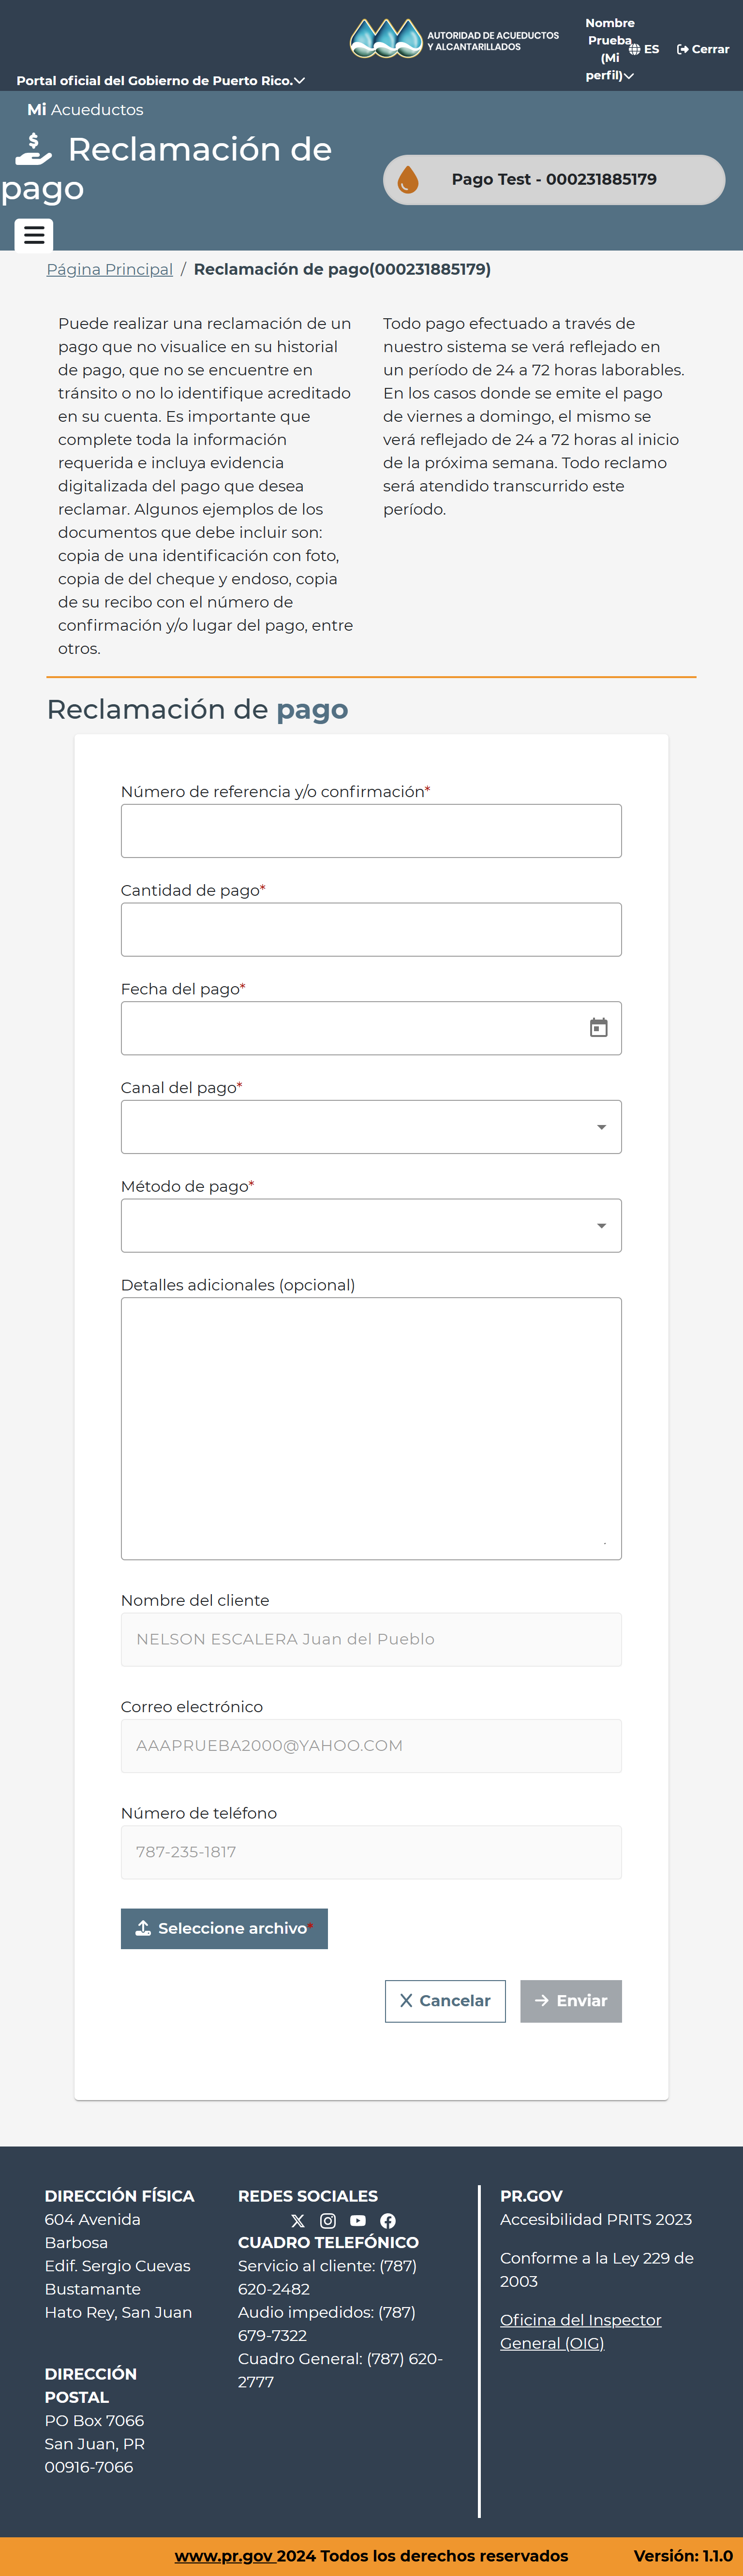 AUTORIDAD DE ACUEDUCTOS
Y ALCANTARILLADOS
Nombre
Prueba
(Mi
perfil)
ES
Cerrar
Portal oficial del Gobierno de Puerto Rico.
Mi Acueductos
Reclamación de
pago
Pago Test - 000231885179
Página Principal / Reclamación de pago(000231885179)
Puede realizar una reclamación de un
pago que no visualice en su historial
de pago, que no se encuentre en
tránsito o no lo identifique acreditado
en su cuenta. Es importante que
complete toda la información
requerida e incluya evidencia
digitalizada del pago que desea
reclamar. Algunos ejemplos de los
documentos que debe incluir son:
copia de una identificación con foto,
copia de del cheque y endoso, copia
de su recibo con el número de
confirmación y/o lugar del pago, entre
otros.
Todo pago efectuado a través de
nuestro sistema se verá reflejado en
un período de 24 a 72 horas laborables.
En los casos donde se emite el pago
de viernes a domingo, el mismo se
verá reflejado de 24 a 72 horas al inicio
de la próxima semana. Todo reclamo
será atendido transcurrido este
período.
Reclamación de pago
Número de referencia y/o confirmación*
Cantidad de pago*
Fecha del pago*
Canal del pago*
Método de pago*
Detalles adicionales (opcional)
Nombre del cliente
NELSON ESCALERA Juan del Pueblo
Correo electrónico
AAAPRUEBA2000@YAHOO.COM
Número de teléfono
787-235-1817
Seleccione archivo*
Cancelar
Enviar
DIRECCIÓN FÍSICA
604 Avenida
Barbosa
Edif. Sergio Cuevas
Bustamante
Hato Rey, San Juan
DIRECCIÓN
POSTAL
PO Box 7066
San Juan, PR
00916-7066
REDES SOCIALES
CUADRO TELEFÓNICO
Servicio al cliente: (787)
620-2482
Audio impedidos: (787)
679-7322
Cuadro General: (787) 620-
2777
PR.GOV
Accesibilidad PRITS 2023
Conforme a la Ley 229 de
2003
Oficina del Inspector
General (OIG)
www.pr.gov 2024 Todos los derechos reservados
Versión: 1.1.0